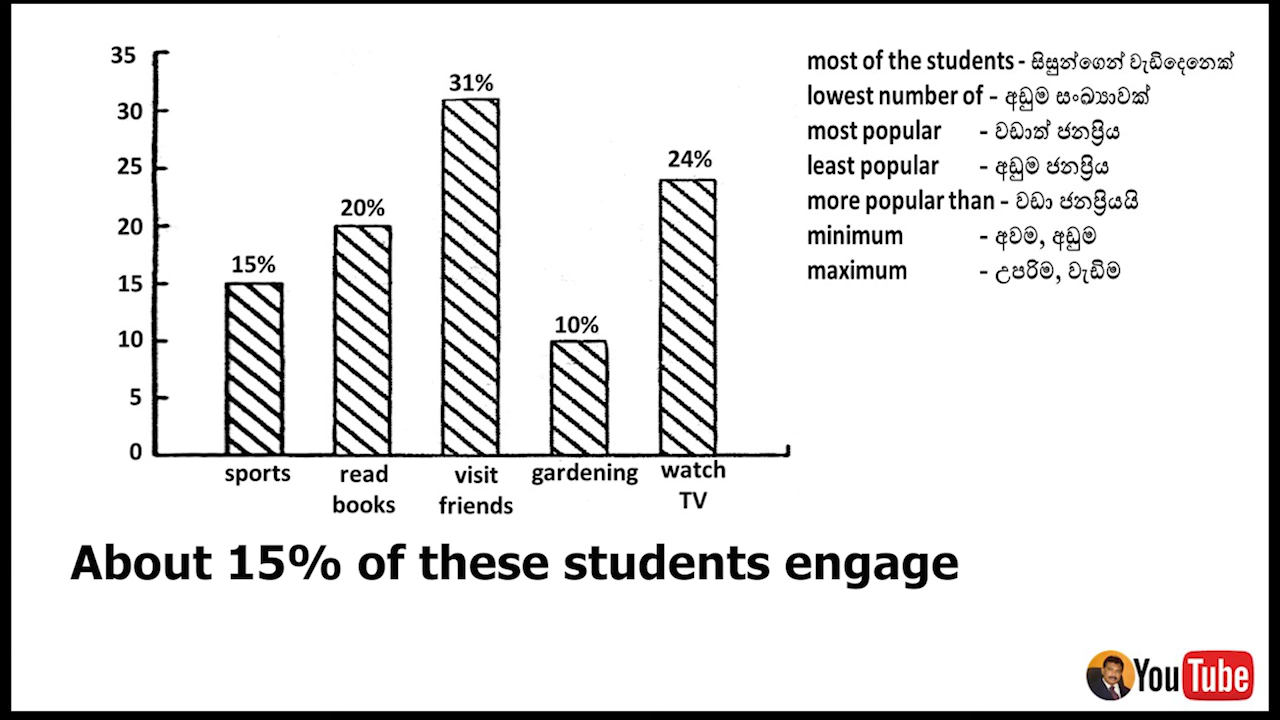 35
30
25
20
15
10
5
0
15%
20%
31%
10%
24%
sports
read
books
visit
friends
gardening
watch
TV
most of the students - සිසුන්ගෙන් වැඩිදෙනෙක්
lowest number of - අඩුම සංඛ්‍යාවක්
most popular - වඩාත් ජනප්‍රිය
least popular - අඩුම ජනප්‍රිය
more popular than - වඩා ජනප්‍රියයි
minimum - අවම, අඩුම
maximum - උපරිම, වැඩිම
About 15% of these students engage
YouTube